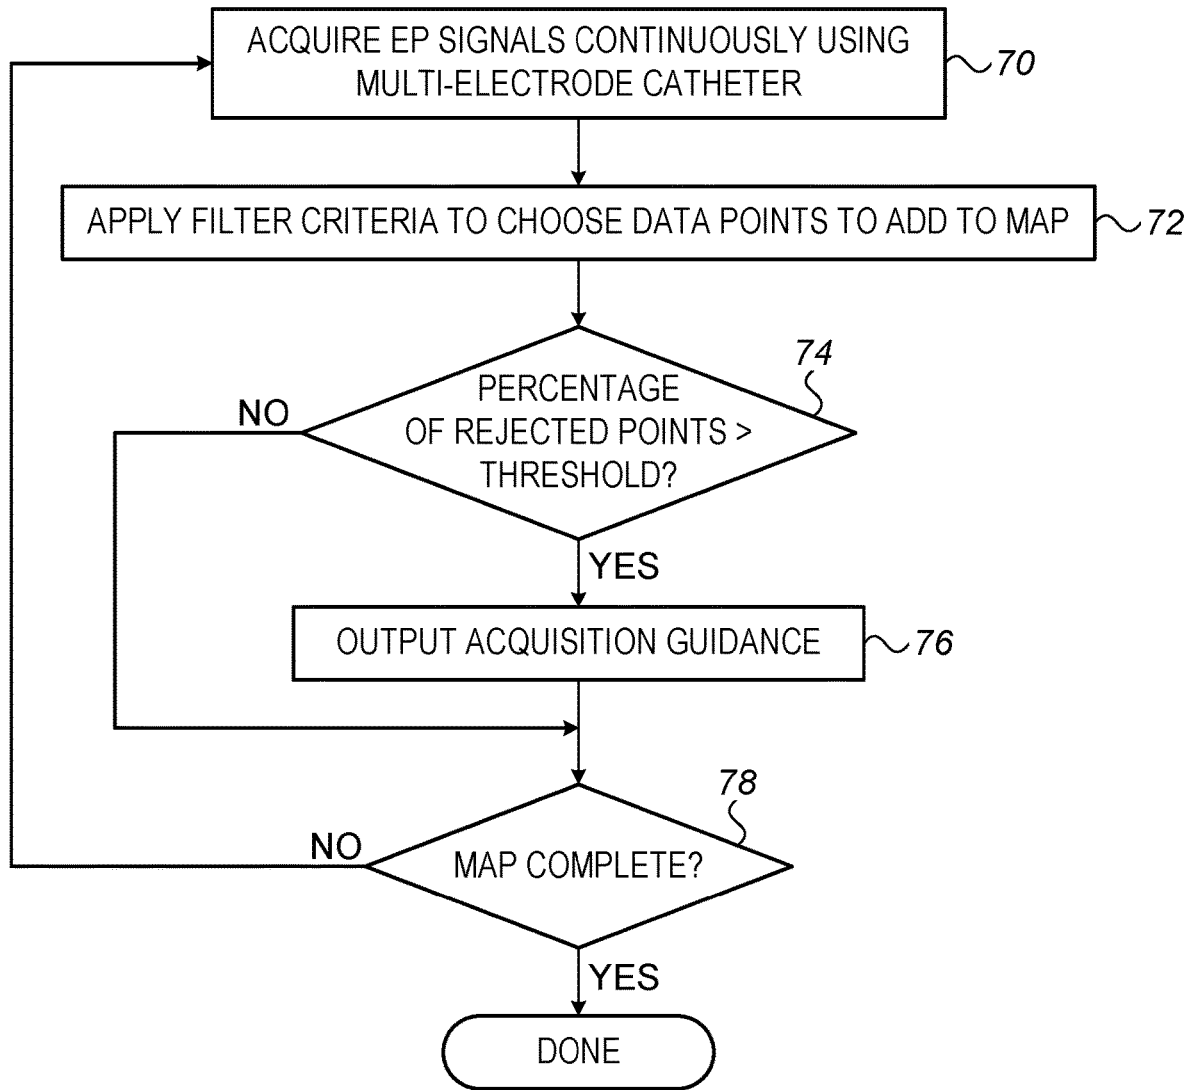 ACQUIRE EP SIGNALS CONTINUOUSLY USING
MULTI-ELECTRODE CATHETER
70
APPLY FILTER CRITERIA TO CHOOSE DATA POINTS TO ADD TO MAP
72
74
PERCENTAGE
OF REJECTED POINTS >
THRESHOLD?
NO
YES
OUTPUT ACQUISITION GUIDANCE
76
78
MAP COMPLETE?
NO
YES
DONE